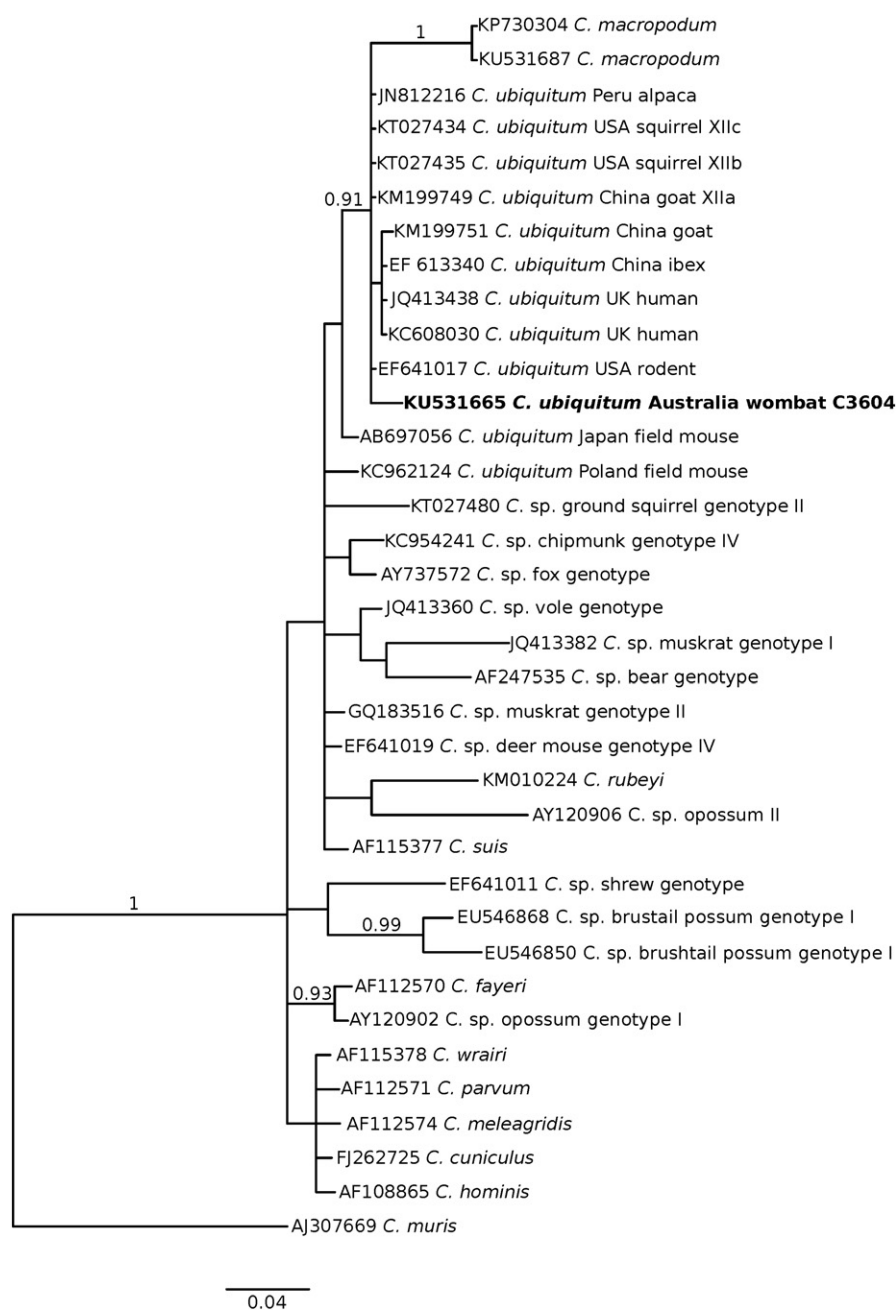 1
KP730304 C. macropodum
KU531687 C. macropodum
JN812216 C. ubiquitum Peru alpaca
KT027434 C. ubiquitum USA squirrel XIIc
KT027435 C. ubiquitum USA squirrel XIIb
0.91
KM199749 C. ubiquitum China goat XIIa
KM199751 C. ubiquitum China goat
EF 613340 C. ubiquitum China ibex
JQ413438 C. ubiquitum UK human
KC608030 C. ubiquitum UK human
EF641017 C. ubiquitum USA rodent
KU531665 C. ubiquitum Australia wombat C3604
AB697056 C. ubiquitum Japan field mouse
KC962124 C. ubiquitum Poland field mouse
KT027480 C. sp. ground squirrel genotype II
KC954241 C. sp. chipmunk genotype IV
AY737572 C. sp. fox genotype
JQ413360 C. sp. vole genotype
JQ413382 C. sp. muskrat genotype I
AF247535 C. sp. bear genotype
GQ183516 C. sp. muskrat genotype II
EF641019 C. sp. deer mouse genotype IV
KM010224 C. rubeyi
AY120906 C. sp. opossum II
AF115377 C. suis
EF641011 C. sp. shrew genotype
1
EU546868 C. sp. brustail possum genotype I
0.99
EU546850 C. sp. brushtail possum genotype I
AF112570 C. fayeri
0.93
AY120902 C. sp. opossum genotype I
AF115378 C. wrairi
AF112571 C. parvum
AF112574 C. meleagridis
FJ262725 C. cuniculus
AF108865 C. hominis
AJ307669 C. muris
0.04